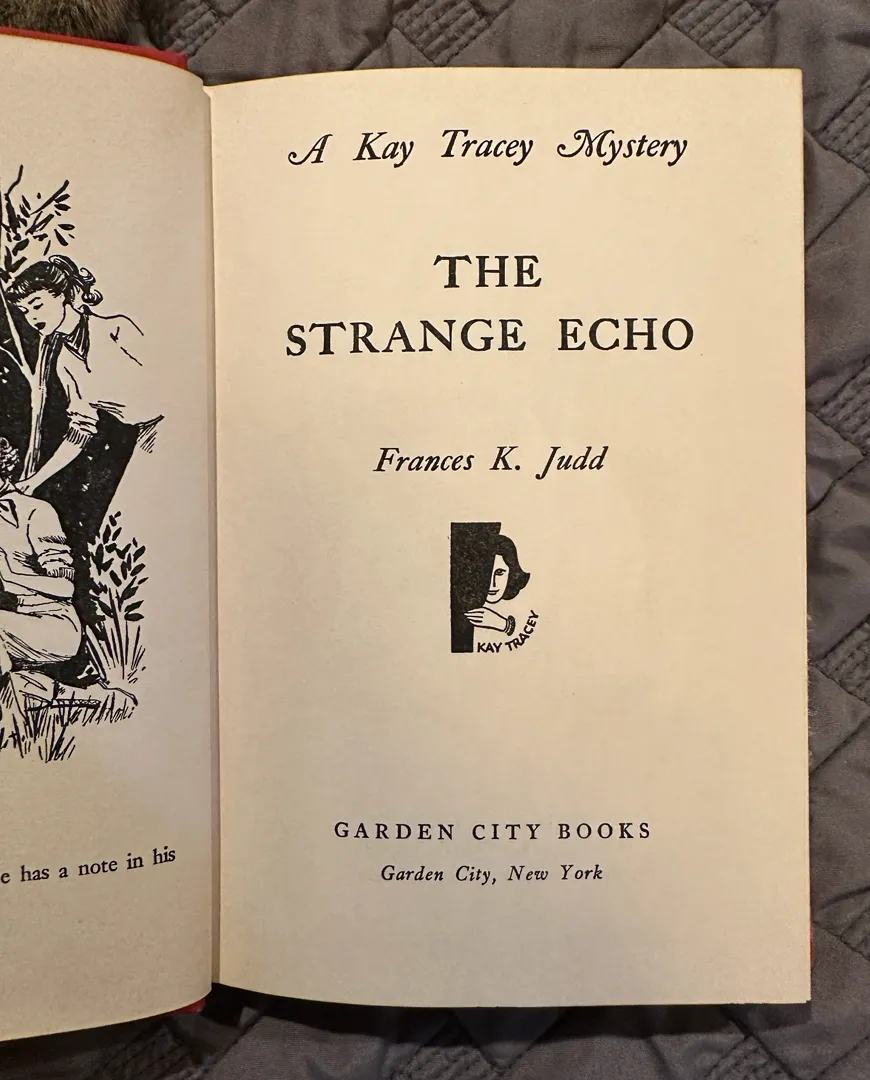 e has a note in his
A Kay Tracey Mystery
THE
STRANGE ECHO
Frances K. Judd
KAY TRACEY
GARDEN CITY BOOKS
Garden City, New York